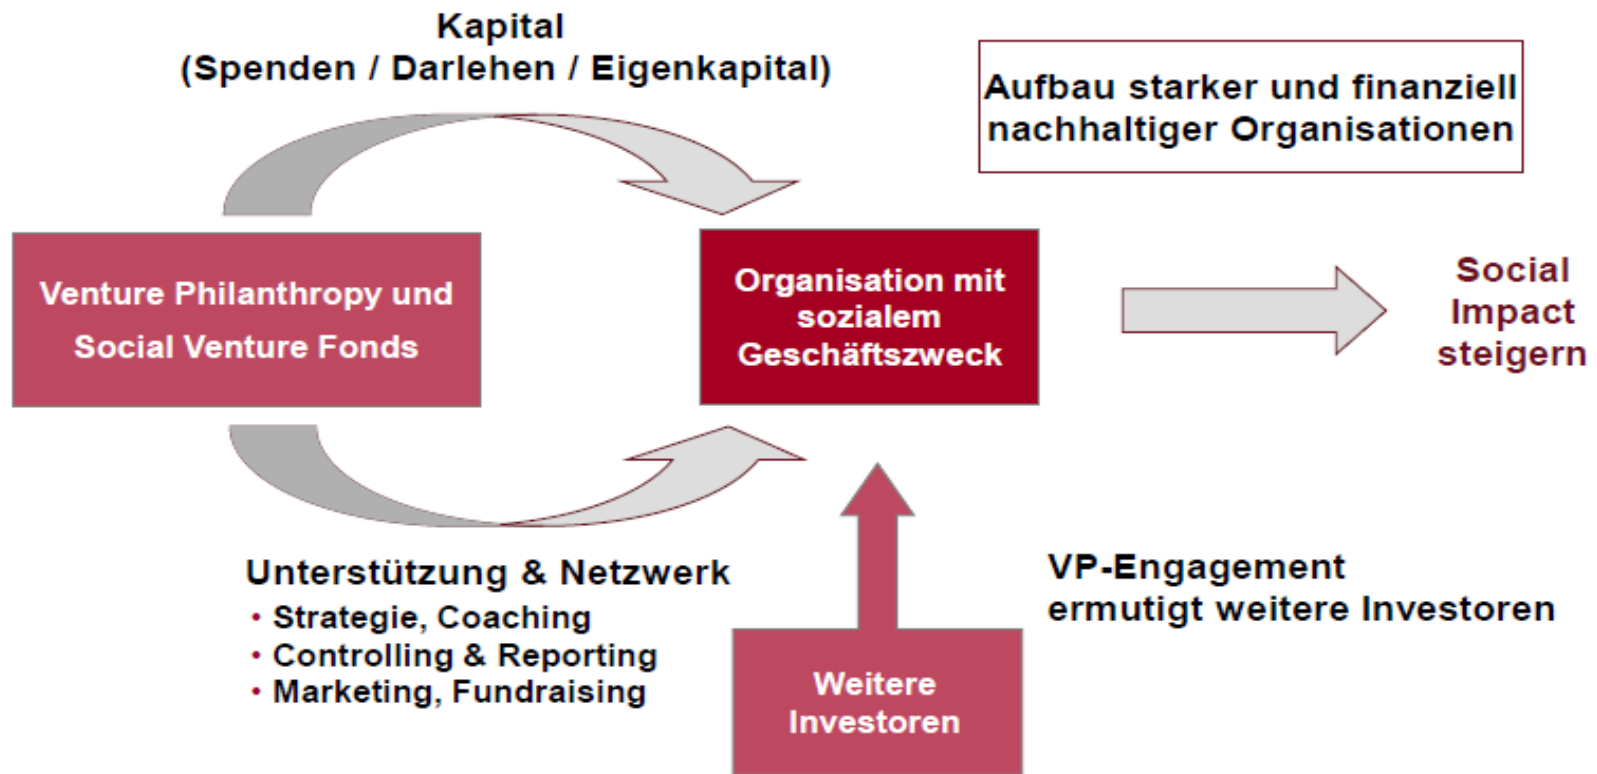 Kapital
(Spenden / Darlehen / Eigenkapital)
Aufbau starker und finanziell
nachhaltiger Organisationen
Venture Philanthropy und
Social Venture Fonds
Organisation mit
sozialem
Geschäftszweck
Social
Impact
steigern
Unterstützung & Netzwerk
• Strategie, Coaching
• Controlling & Reporting
• Marketing, Fundraising
VP-Engagement
ermutigt weitere Investoren
Weitere
Investoren